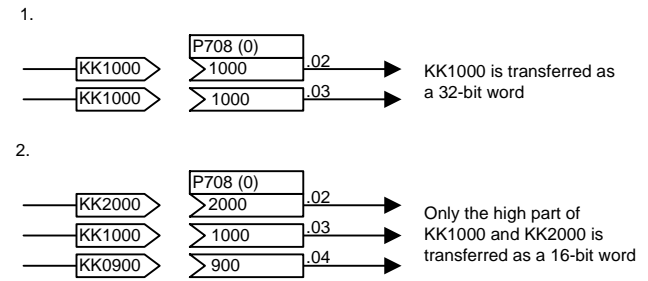 1.
P708 (0)
KK1000 1000 .02
KK1000 1000 .03
KK1000 is transferred as
a 32-bit word
2.
P708 (0)
KK2000 2000 .02
KK1000 1000 .03
KK0900 900 .04
Only the high part of
KK1000 and KK2000 is
transferred as a 16-bit word